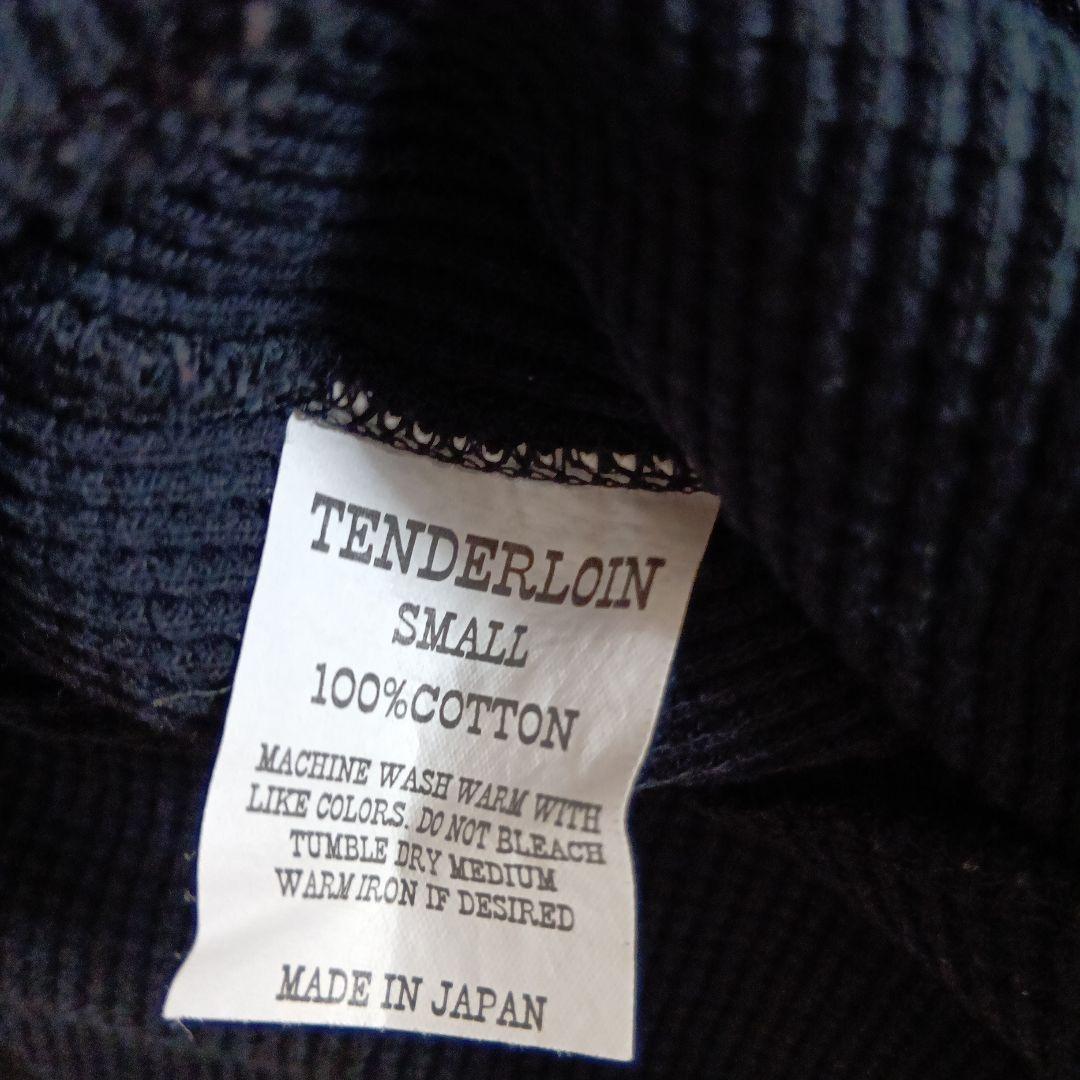 TENDERLOIN
SMALL
100%COTTON
MACHINE WASH WARM WITH
LIKE COLORS. DO NOT BLEACH
TUMBLE DRY MEDIUM
WARM IRON IF DESIRED
MADE IN JAPAN